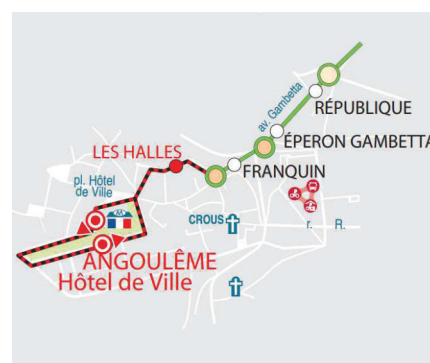 av. Gambetta
RÉPUBLIQUE
ÉPERON GAMBETTA
LES HALLES
FRANQUIN
pl. Hôtel
de Ville
CROUS
r. R.
ANGOULÊME
Hôtel de Ville